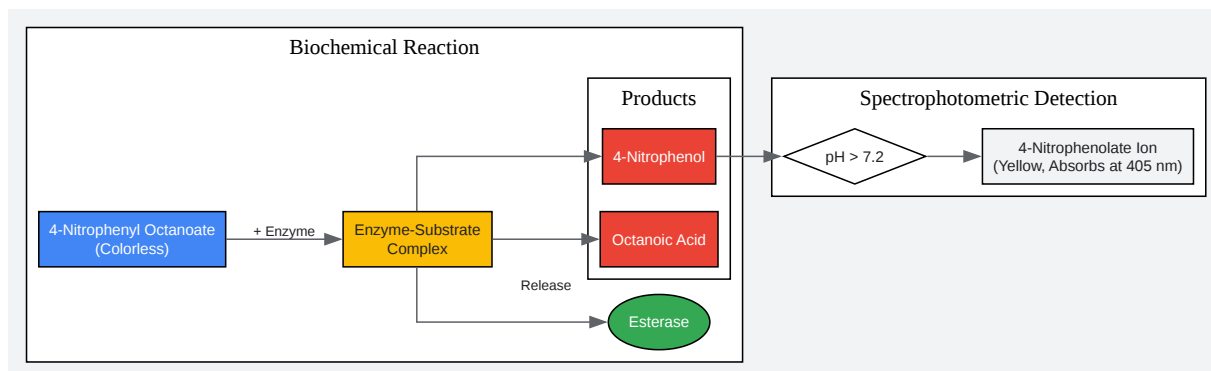 Biochemical Reaction
Products
Spectrophotometric Detection
4-Nitrophenol
pH > 7.2
4-Nitrophenolate Ion
(Yellow, Absorbs at 405 nm)
4-Nitrophenyl Octanoate
(Colorless)
+ Enzyme
Enzyme-Substrate
Complex
Octanoic Acid
Release
Esterase